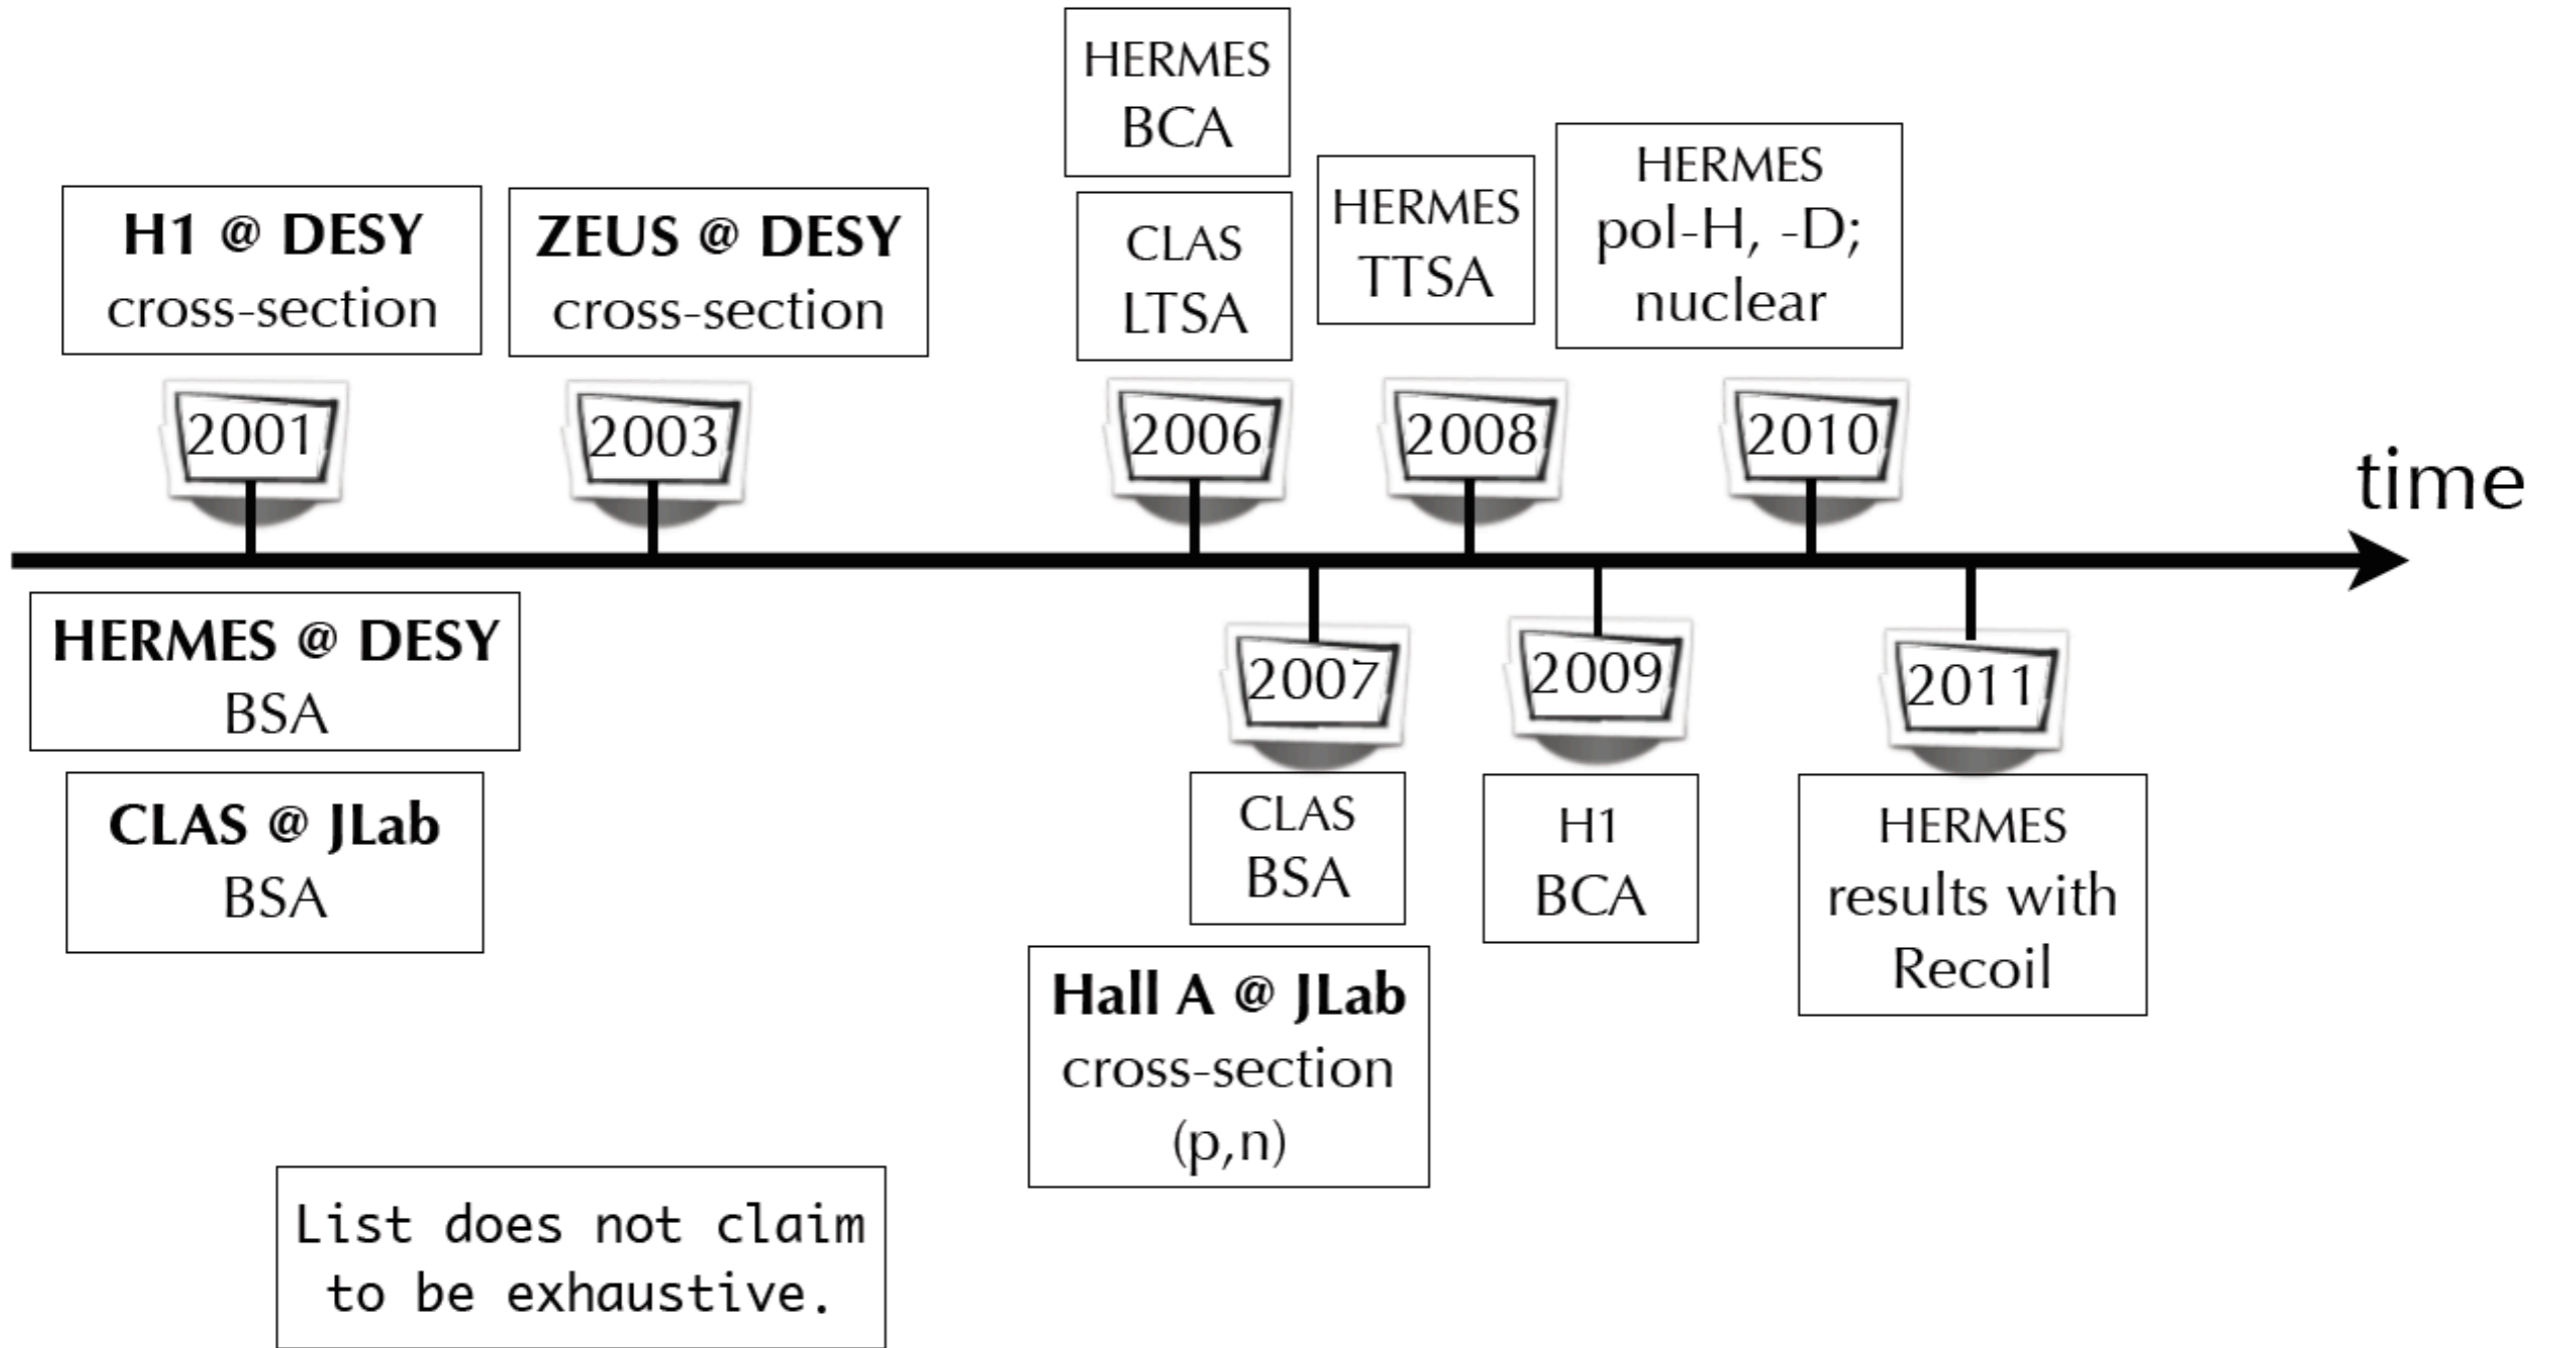 HERMES
BCA
H1 @ DESY
cross-section
ZEUS @ DESY
cross-section
CLAS
LTSA
HERMES
TTSA
HERMES
pol-H, -D;
nuclear
2001
2003
2006
2008
2010
time
HERMES @ DESY
BSA
CLAS @ JLab
BSA
2007
2009
2011
CLAS
BSA
H1
BCA
HERMES
results with
Recoil
Hall A @ JLab
cross-section
(p,n)
List does not claim
to be exhaustive.